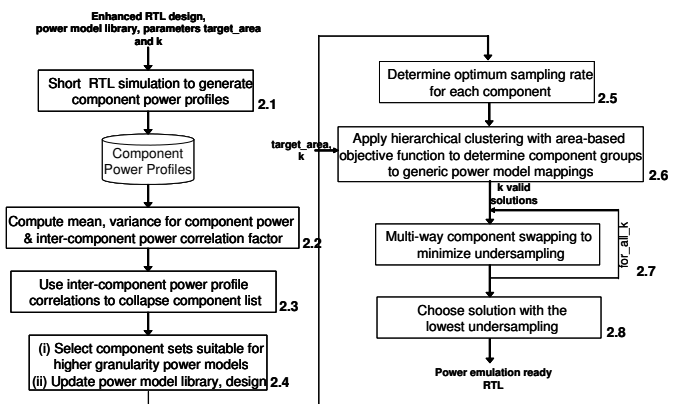 Enhanced RTL design,
power model library, parameters target_area
and k
Short RTL simulation to generate
component power profiles
2.1
Component
Power Profiles
Compute mean, variance for component power
& inter-component power correlation factor
2.2
Use inter-component power profile
correlations to collapse component list
2.3
(i) Select component sets suitable for
higher granularity power models
(ii) Update power model library, design
2.4
Determine optimum sampling rate
for each component
2.5
target_area,
k
Apply hierarchical clustering with area-based
objective function to determine component groups
to generic power model mappings
2.6
k valid
solutions
Multi-way component swapping to
minimize undersampling
for_all_k
2.7
Choose solution with the
lowest undersampling
2.8
Power emulation ready
RTL